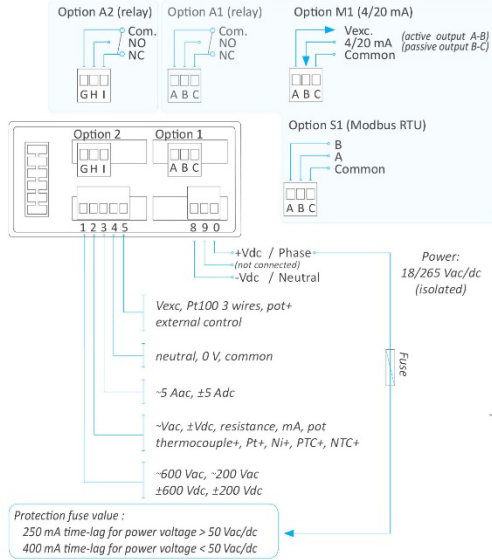 Option A2 (relay)
Com.
NO
NC
G H I
Option A1 (relay)
Com.
NO
NC
A B C
Option M1 (4/20 mA)
Vexc.
4/20 mA
Common
(active output A-B)
(passive output B-C)
A B C
Option S1 (Modbus RTU)
B
A
Common
A B C
Option 2
G H I
Option 1
A B C
1 2 3 4 5
8 9 0
+Vdc / Phase
(not connected)
-Vdc / Neutral
Power:
18/265 Vac/dc
(isolated)
Fuse
Vexc, Pt100 3 wires, pot+
external control
neutral, 0 V, common
~5 Aac, ±5 Adc
~Vac, ±Vdc, resistance, mA, pot
thermocouple+, Pt+, Ni+, PTC+, NTC+
~600 Vac, ~200 Vac
±600 Vdc, ±200 Vdc
Protection fuse value :
250 mA time-lag for power voltage > 50 Vac/dc
400 mA time-lag for power voltage < 50 Vac/dc